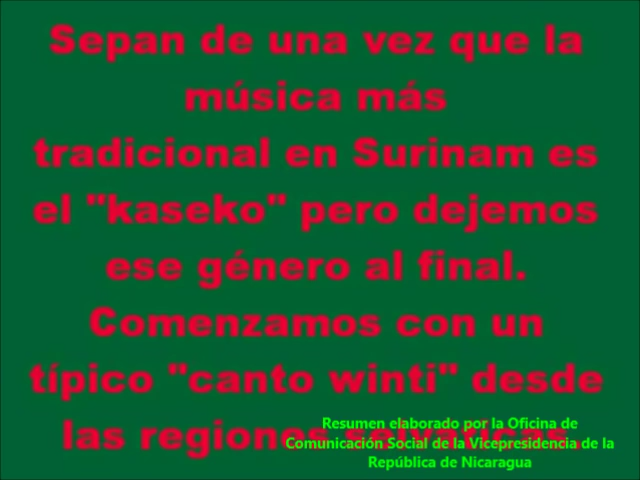 Sepan de una vez que la
música más
tradicional en Surinam es
el "kaseko" pero dejemos
ese género al final.
Comenzamos con un
típico "canto winti" desde
las regiones selváticas.
Resumen elaborado por la Oficina de
Comunicación Social de la Vicepresidencia de la
República de Nicaragua